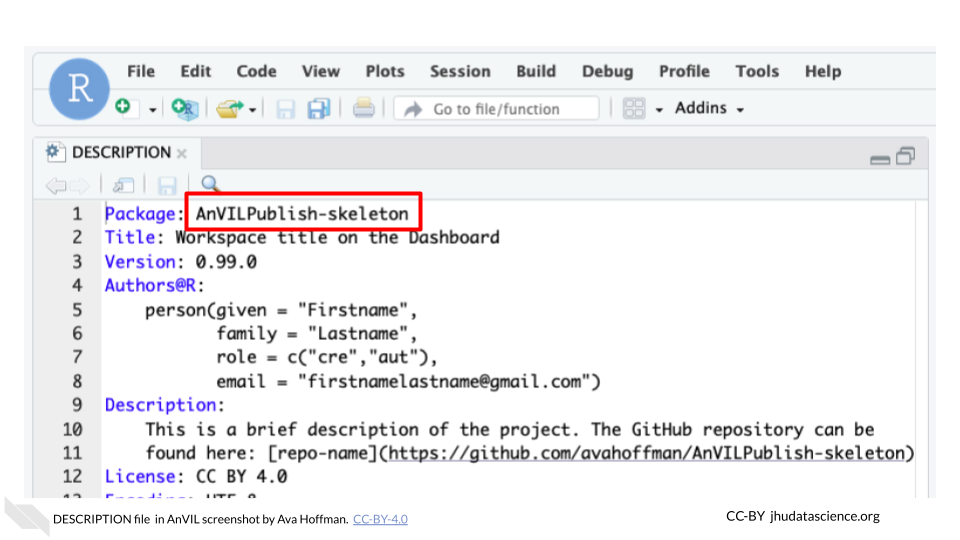 R File Edit Code View Plots Session Build Debug Profile Tools Help
R Go to file/function Addins
DESCRIPTION
1 Package: AnVILPublish-skeleton
2 Title: Workspace title on the Dashboard
3 Version: 0.99.0
4 Authors@R:
5 person(given = "Firstname",
6 family = "Lastname",
7 role = c("cre","aut"),
8 email = "firstnamelastname@gmail.com")
9 Description:
10 This is a brief description of the project. The GitHub repository can be
11 found here: [repo-name](https://github.com/avahoffman/AnVILPublish-skeleton)
12 License: CC BY 4.0
DESCRIPTION file in AnVIL screenshot by Ava Hoffman. CC-BY-4.0
CC-BY jhudatascience.org